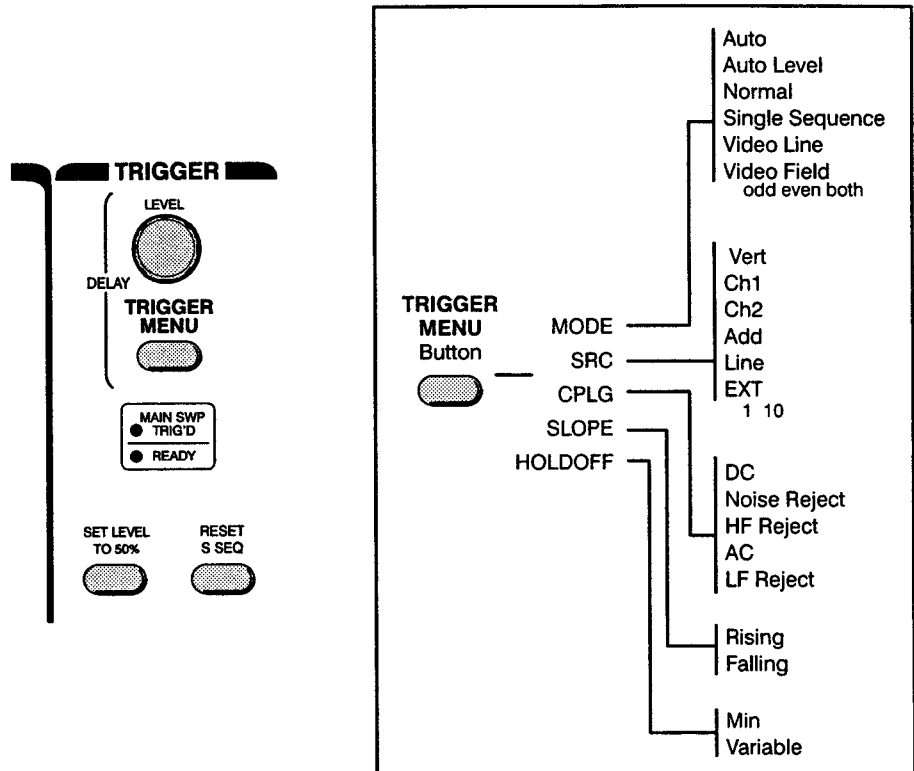 TRIGGER
LEVEL
DELAY
TRIGGER
MENU
MAIN SWP
TRIG'D
READY
SET LEVEL
TO 50%
RESET
S SEQ
TRIGGER
MENU
Button
MODE
SRC
CPLG
SLOPE
HOLDOFF
Auto
Auto Level
Normal
Single Sequence
Video Line
Video Field
odd even both
Vert
Ch1
Ch2
Add
Line
EXT
1 10
DC
Noise Reject
HF Reject
AC
LF Reject
Rising
Falling
Min
Variable